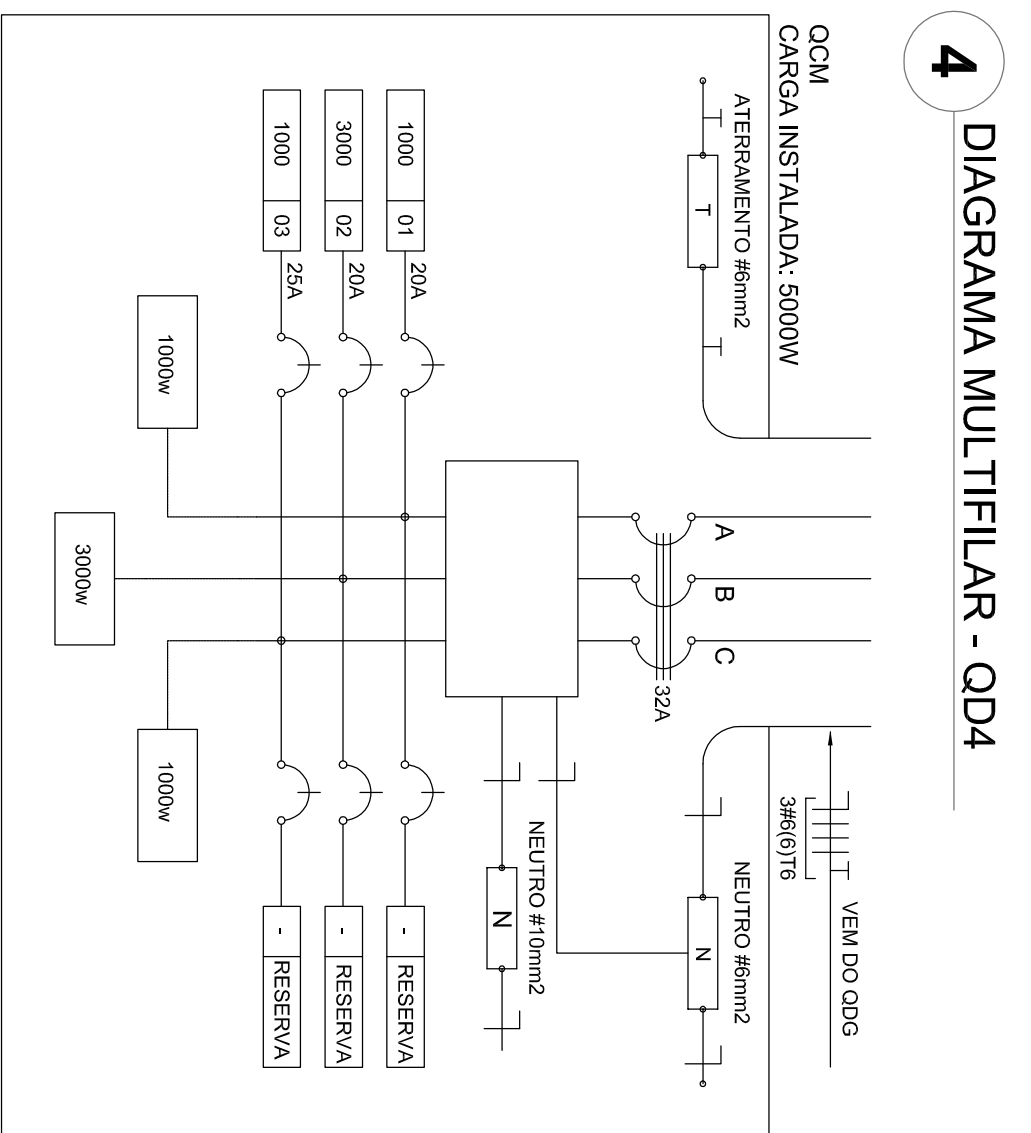 4
DIAGRAMA MULTIFILAR - QD4
VEM DO QDG
3#6(6)T6
QCM
CARGA INSTALADA: 5000W
ATERRAMENTO #6mm2
T
A
B
C
32A
NEUTRO #6mm2
N
NEUTRO #10mm2
N
1000 01 20A
- RESERVA
3000 02 20A
- RESERVA
1000 03 25A
- RESERVA
1000w
3000w
1000w